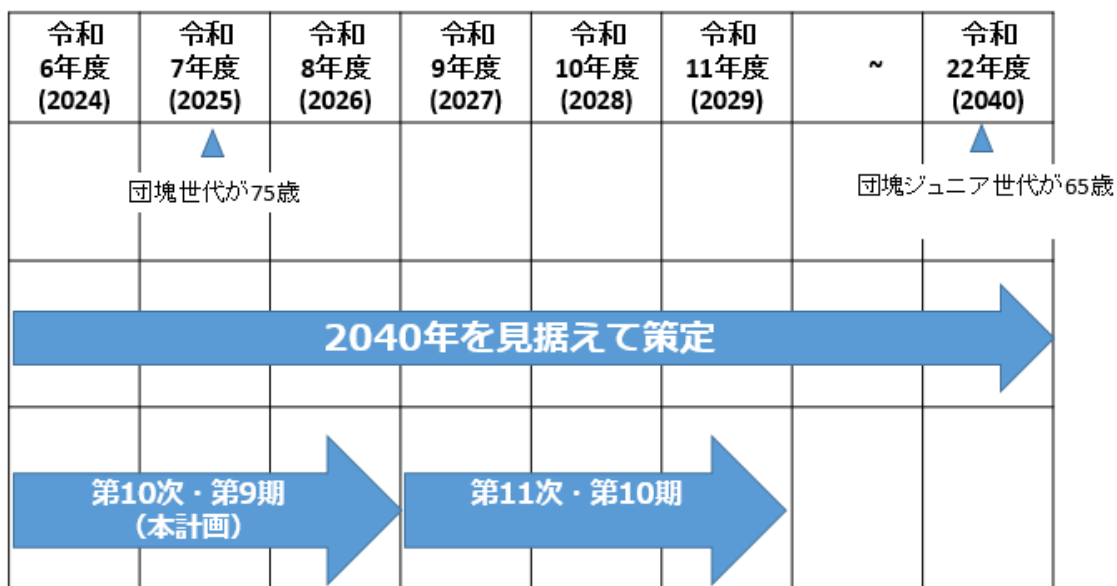 令和
6年度
(2024)
令和
7年度
(2025)
令和
8年度
(2026)
令和
9年度
(2027)
令和
10年度
(2028)
令和
11年度
(2029)
~
令和
22年度
(2040)
団塊世代が75歳
団塊ジュニア世代が65歳
2040年を見据えて策定
第10次・第9期
（本計画）
第11次・第10期